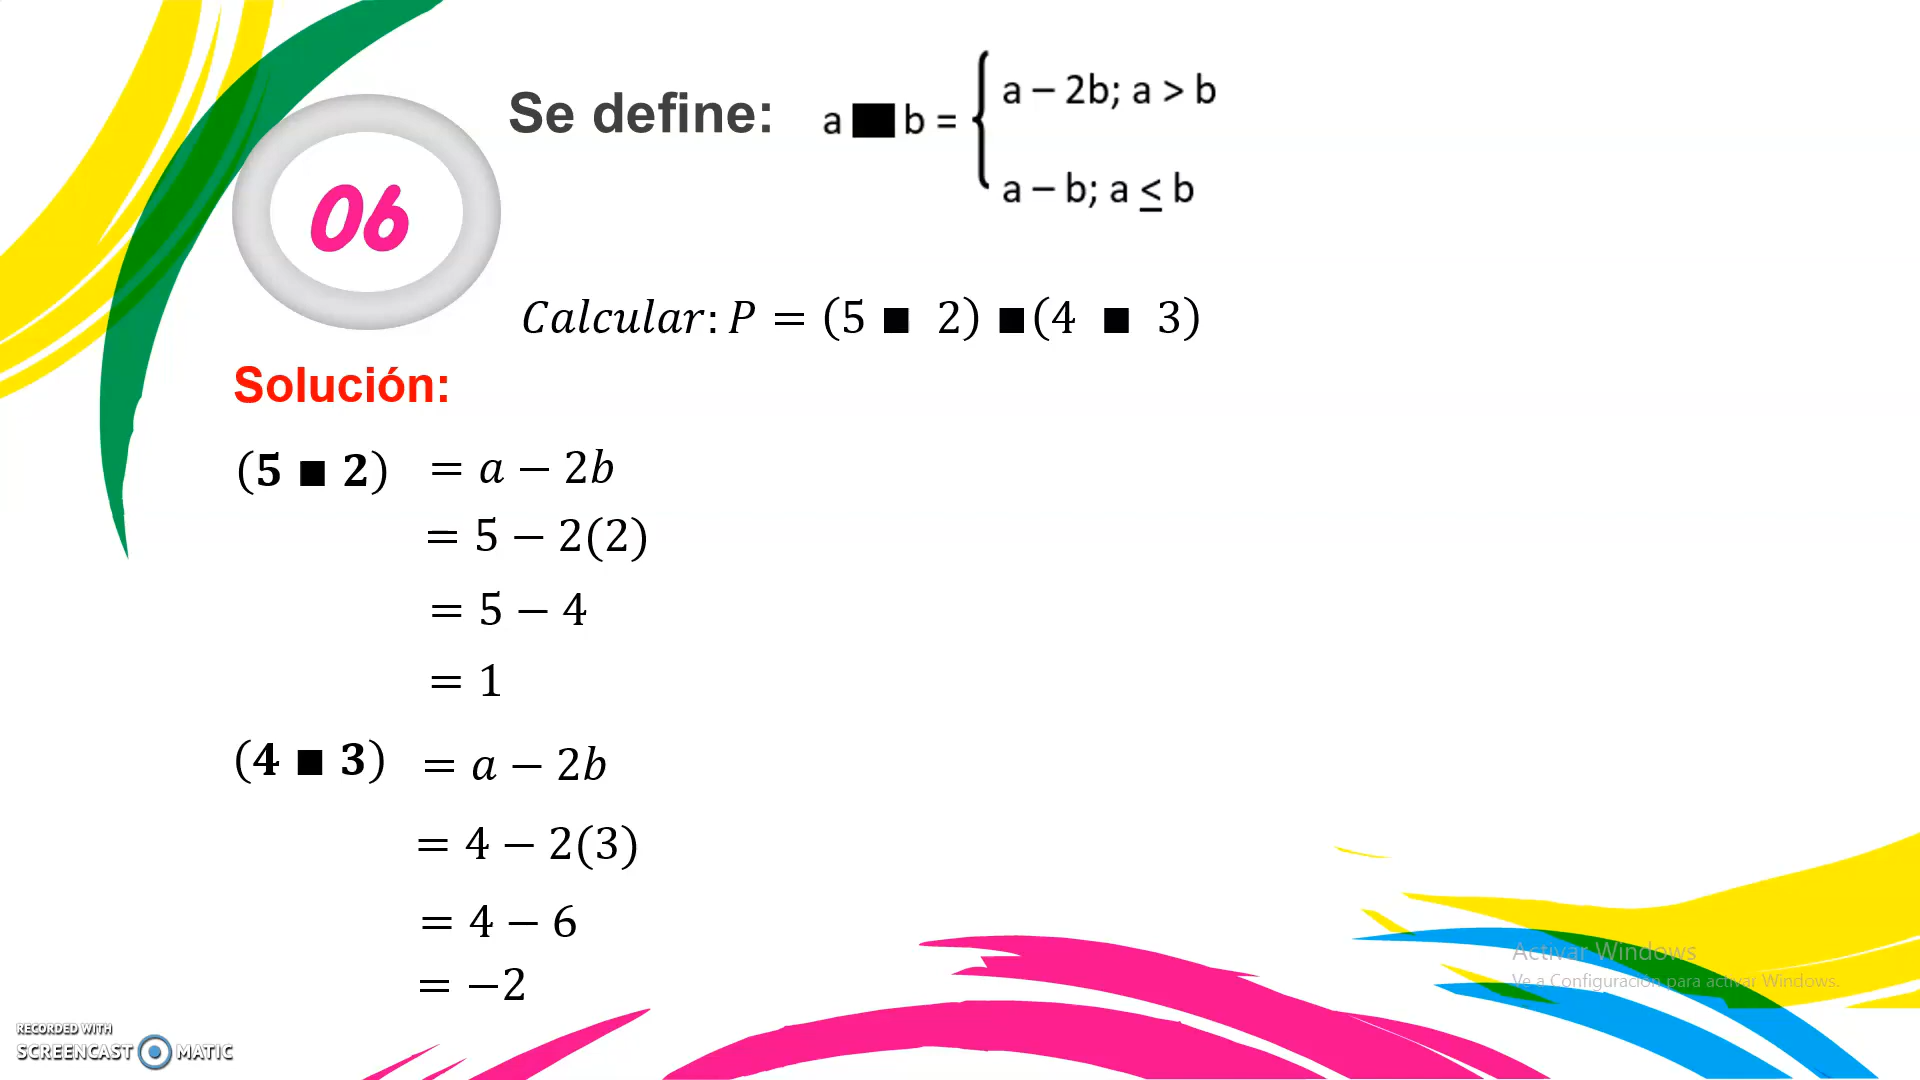 Se define: a ■ b = { a – 2b; a > b
a – b; a ≤ b
06
Calcular: P = (5 ■ 2) ■ (4 ■ 3)
Solución:
(5 ■ 2) = a − 2b
= 5 − 2(2)
= 5 − 4
= 1
(4 ■ 3) = a − 2b
= 4 − 2(3)
= 4 − 6
= −2
Activar Windows
Ve a Configuración para activar Windows.
RECORDED WITH
SCREENCAST MATIC